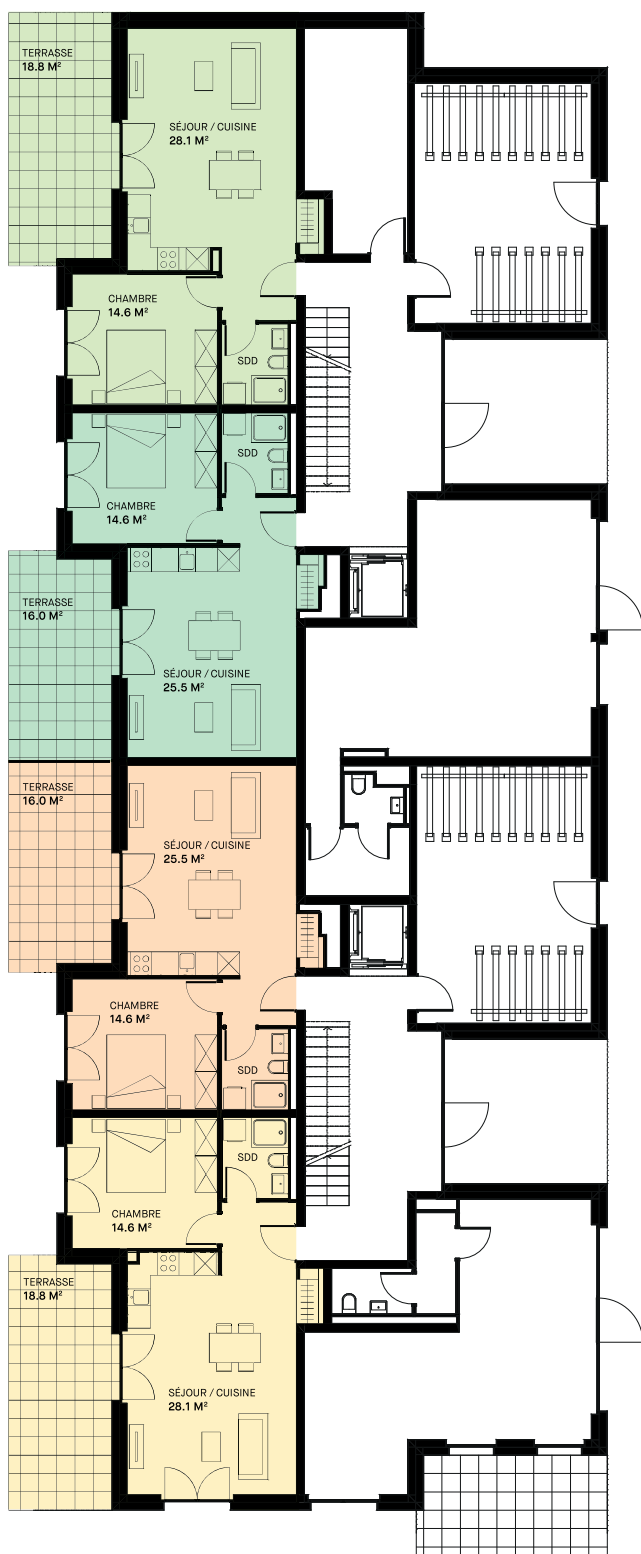 TERRASSE
18.8 M²
SÉJOUR / CUISINE
28.1 M²
CHAMBRE
14.6 M²
SDD
SDD
CHAMBRE
14.6 M²
TERRASSE
16.0 M²
SÉJOUR / CUISINE
25.5 M²
TERRASSE
16.0 M²
SÉJOUR / CUISINE
25.5 M²
CHAMBRE
14.6 M²
SDD
SDD
CHAMBRE
14.6 M²
TERRASSE
18.8 M²
SÉJOUR / CUISINE
28.1 M²